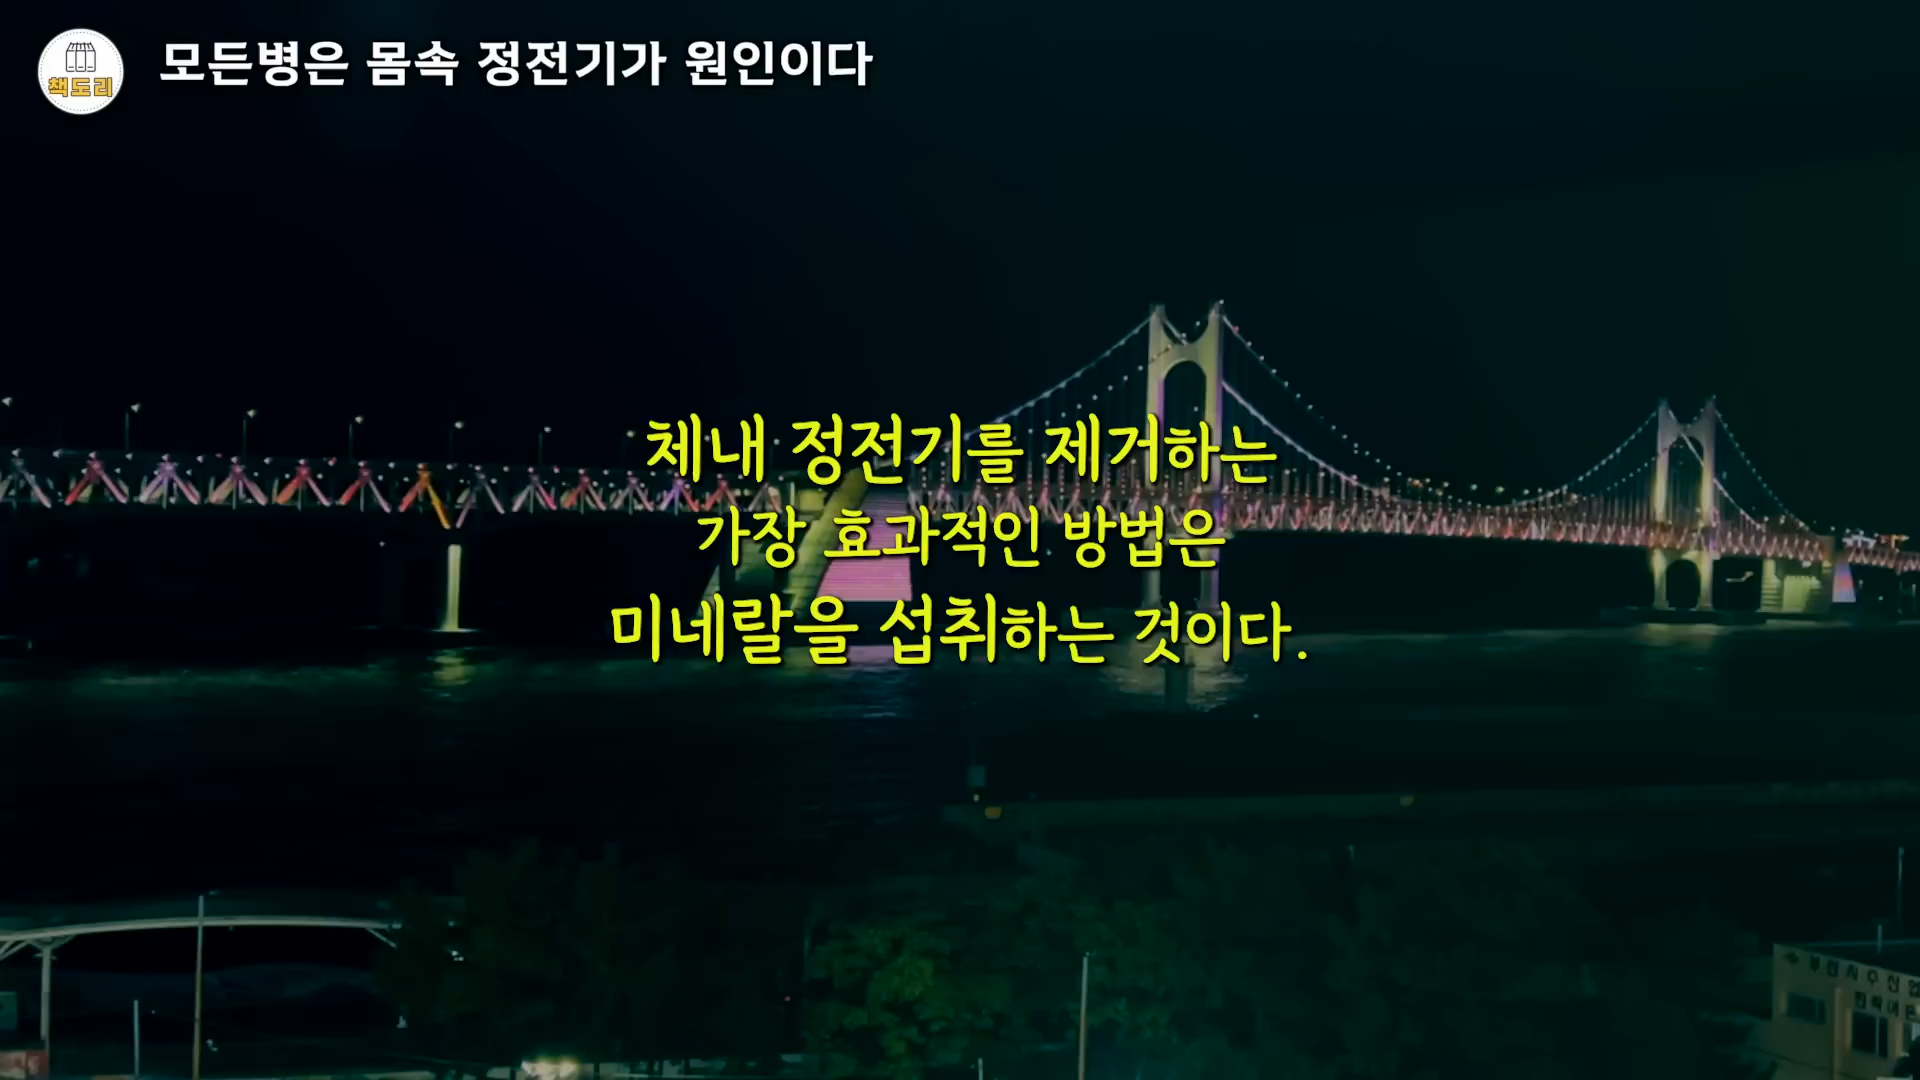 책도리
모든병은 몸속 정전기가 원인이다
체내 정전기를 제거하는
가장 효과적인 방법은
미네랄을 섭취하는 것이다.